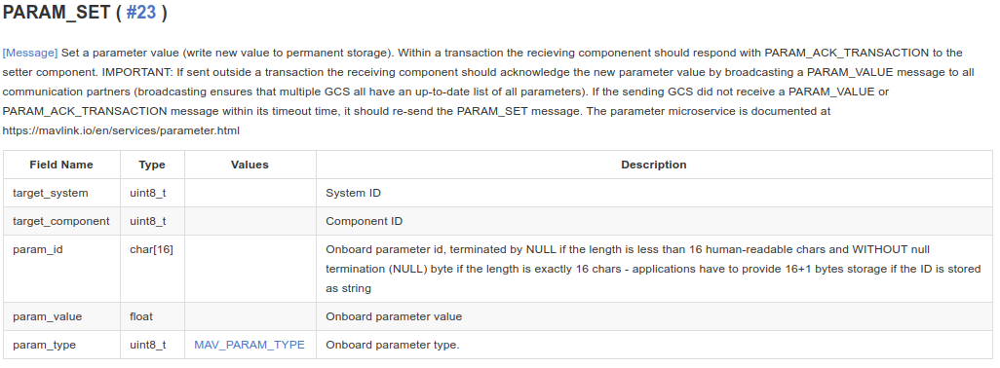 PARAM_SET ( #23 )
[Message] Set a parameter value (write new value to permanent storage). Within a transaction the recieving componenent should respond with PARAM_ACK_TRANSACTION to the
setter component. IMPORTANT: If sent outside a transaction the receiving component should acknowledge the new parameter value by broadcasting a PARAM_VALUE message to all
communication partners (broadcasting ensures that multiple GCS all have an up-to-date list of all parameters). If the sending GCS did not receive a PARAM_VALUE or
PARAM_ACK_TRANSACTION message within its timeout time, it should re-send the PARAM_SET message. The parameter microservice is documented at
https://mavlink.io/en/services/parameter.html
Field Name Type Values Description
target_system uint8_t System ID
target_component uint8_t Component ID
param_id char[16] Onboard parameter id, terminated by NULL if the length is less than 16 human-readable chars and WITHOUT null
termination (NULL) byte if the length is exactly 16 chars - applications have to provide 16+1 bytes storage if the ID is stored
as string
param_value float Onboard parameter value
param_type uint8_t MAV_PARAM_TYPE Onboard parameter type.